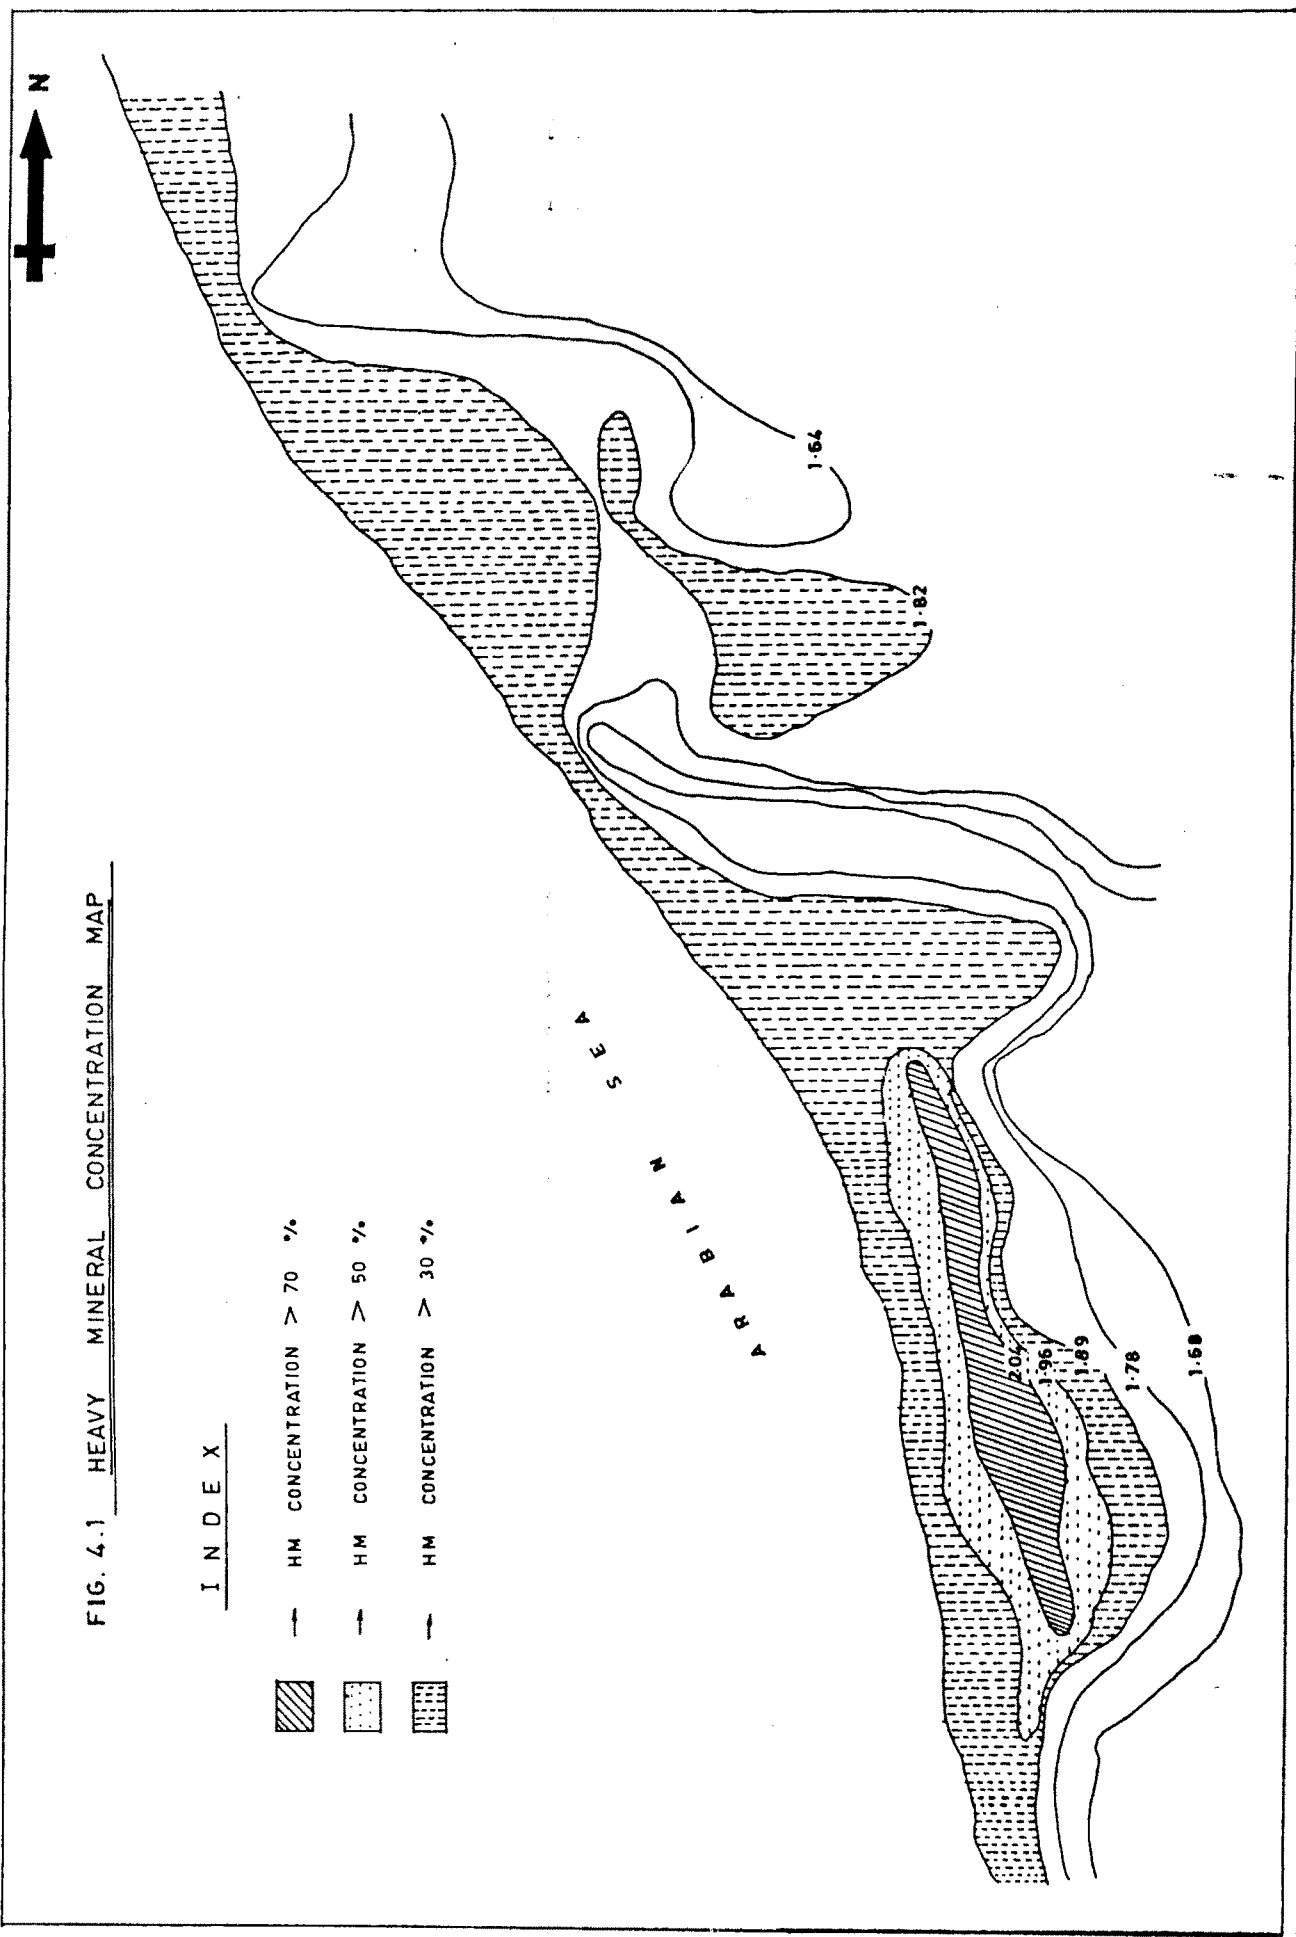 FIG. 4.1 HEAVY MINERAL CONCENTRATION MAP
N
I N D E X
→ HM CONCENTRATION > 70 %
→ HM CONCENTRATION > 50 %
→ HM CONCENTRATION > 30 %
ARABIAN SEA
1·64
1·82
2·04
1·96
1·89
1·78
1·68